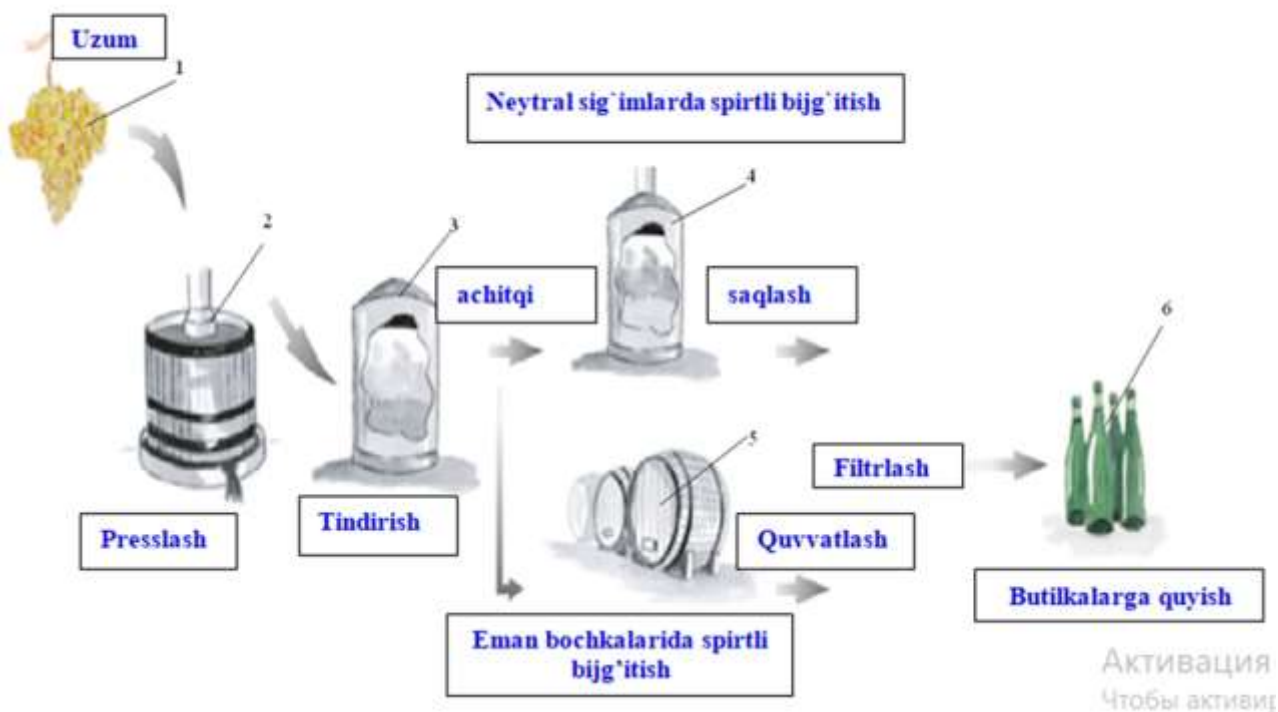 Uzum
1
Neytral sig`imlarda spirtli bijg`itish
2
3
4
achitqi
saqlash
6
5
Filtrlash
Presslash
Tindirish
Quvvatlash
Butilkalarga quyish
Eman bochkalarida spirtli
bijg’itish
Активация
Чтобы активир